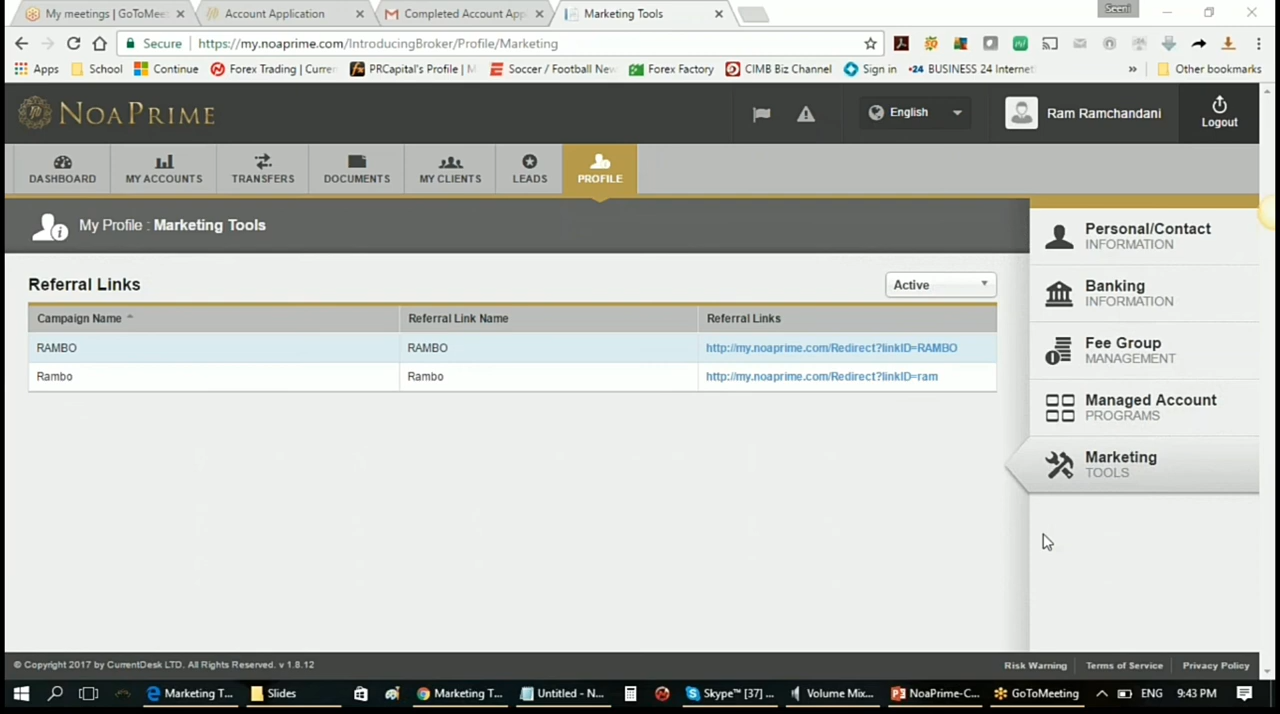 My meetings | GoToMee
Account Application
Completed Account App
Marketing Tools
Seeni
Secure
https://my.noaprime.com/IntroducingBroker/Profile/Marketing
Apps
School
Continue
Forex Trading | Curren
PRCapital's Profile | M
Soccer / Football New
Forex Factory
CIMB Biz Channel
Sign in
24 BUSINESS 24 Internet
»
Other bookmarks
NOAPRIME
English
Ram Ramchandani
Logout
DASHBOARD
MY ACCOUNTS
TRANSFERS
DOCUMENTS
MY CLIENTS
LEADS
PROFILE
My Profile : Marketing Tools
Personal/Contact
INFORMATION
Banking
INFORMATION
Fee Group
MANAGEMENT
Managed Account
PROGRAMS
Marketing
TOOLS
Referral Links
Active
Campaign Name Referral Link Name Referral Links
RAMBO RAMBO http://my.noaprime.com/Redirect?linkID=RAMBO
Rambo Rambo http://my.noaprime.com/Redirect?linkID=ram
© Copyright 2017 by CurrentDesk LTD. All Rights Reserved. v 1.8.12
Risk Warning
Terms of Service
Privacy Policy
Marketing T...
Slides
Marketing T...
Untitled - N...
Skype™ [37] ...
Volume Mix...
NoaPrime-C...
GoToMeeting
ENG
9:43 PM